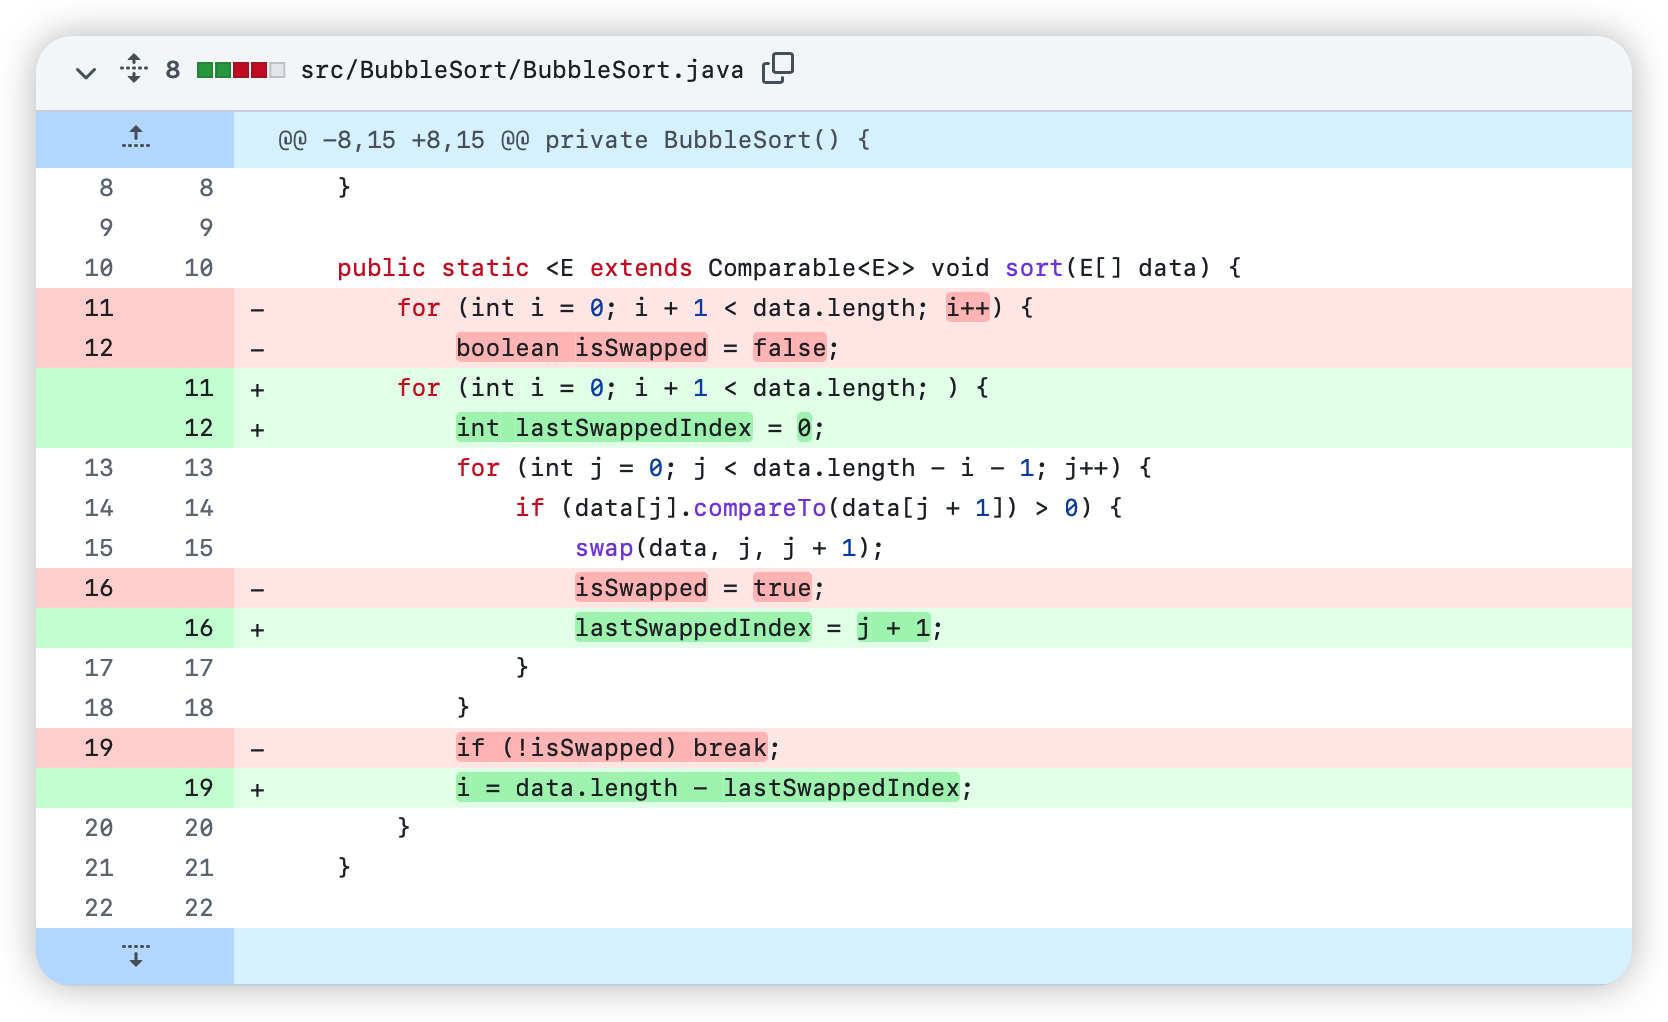 8 src/BubbleSort/BubbleSort.java
@@ -8,15 +8,15 @@ private BubbleSort() {
8 8 }
9 9
10 10 public static <E extends Comparable<E>> void sort(E[] data) {
11 - for (int i = 0; i + 1 < data.length; i++) {
12 - boolean isSwapped = false;
11 + for (int i = 0; i + 1 < data.length; ) {
12 + int lastSwappedIndex = 0;
13 13 for (int j = 0; j < data.length - i - 1; j++) {
14 14 if (data[j].compareTo(data[j + 1]) > 0) {
15 15 swap(data, j, j + 1);
16 - isSwapped = true;
16 + lastSwappedIndex = j + 1;
17 17 }
18 18 }
19 - if (!isSwapped) break;
19 + i = data.length - lastSwappedIndex;
20 20 }
21 21 }
22 22